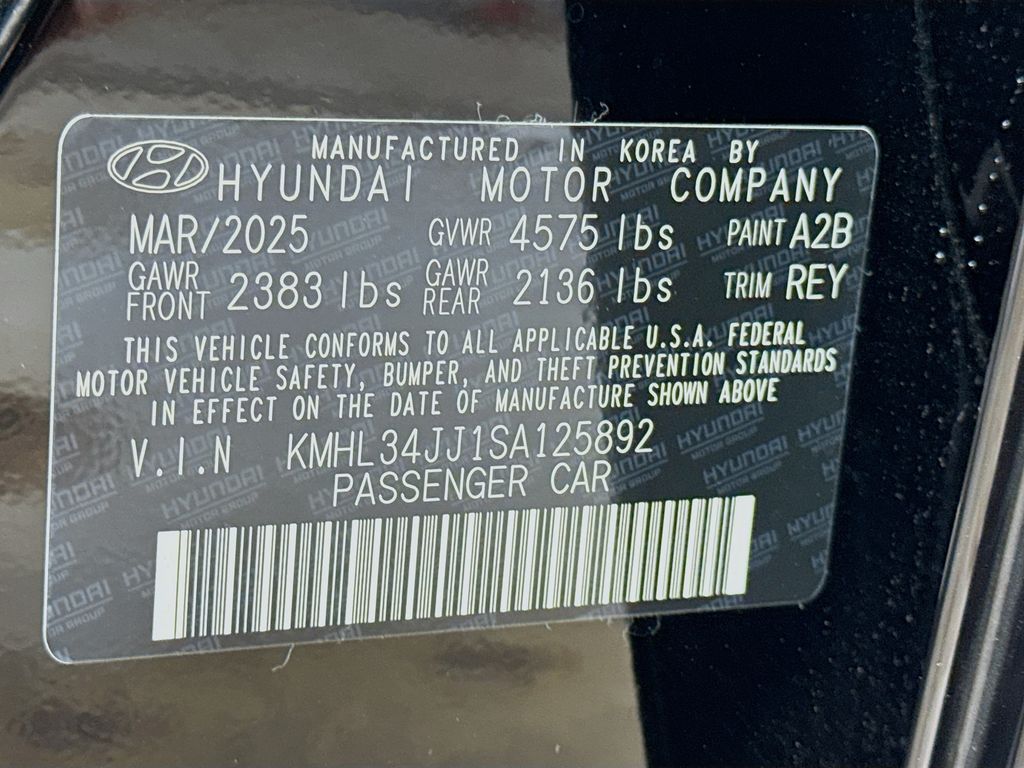 MANUFACTURED IN KOREA BY
HYUNDAI MOTOR COMPANY
MAR/2025 GVWR 4575 lbs PAINT A2B
GAWR FRONT 2383 lbs GAWR REAR 2136 lbs TRIM REY
THIS VEHICLE CONFORMS TO ALL APPLICABLE U.S.A. FEDERAL
MOTOR VEHICLE SAFETY, BUMPER, AND THEFT PREVENTION STANDARDS
IN EFFECT ON THE DATE OF MANUFACTURE SHOWN ABOVE
V.I.N KMHL34JJ1SA125892
PASSENGER CAR